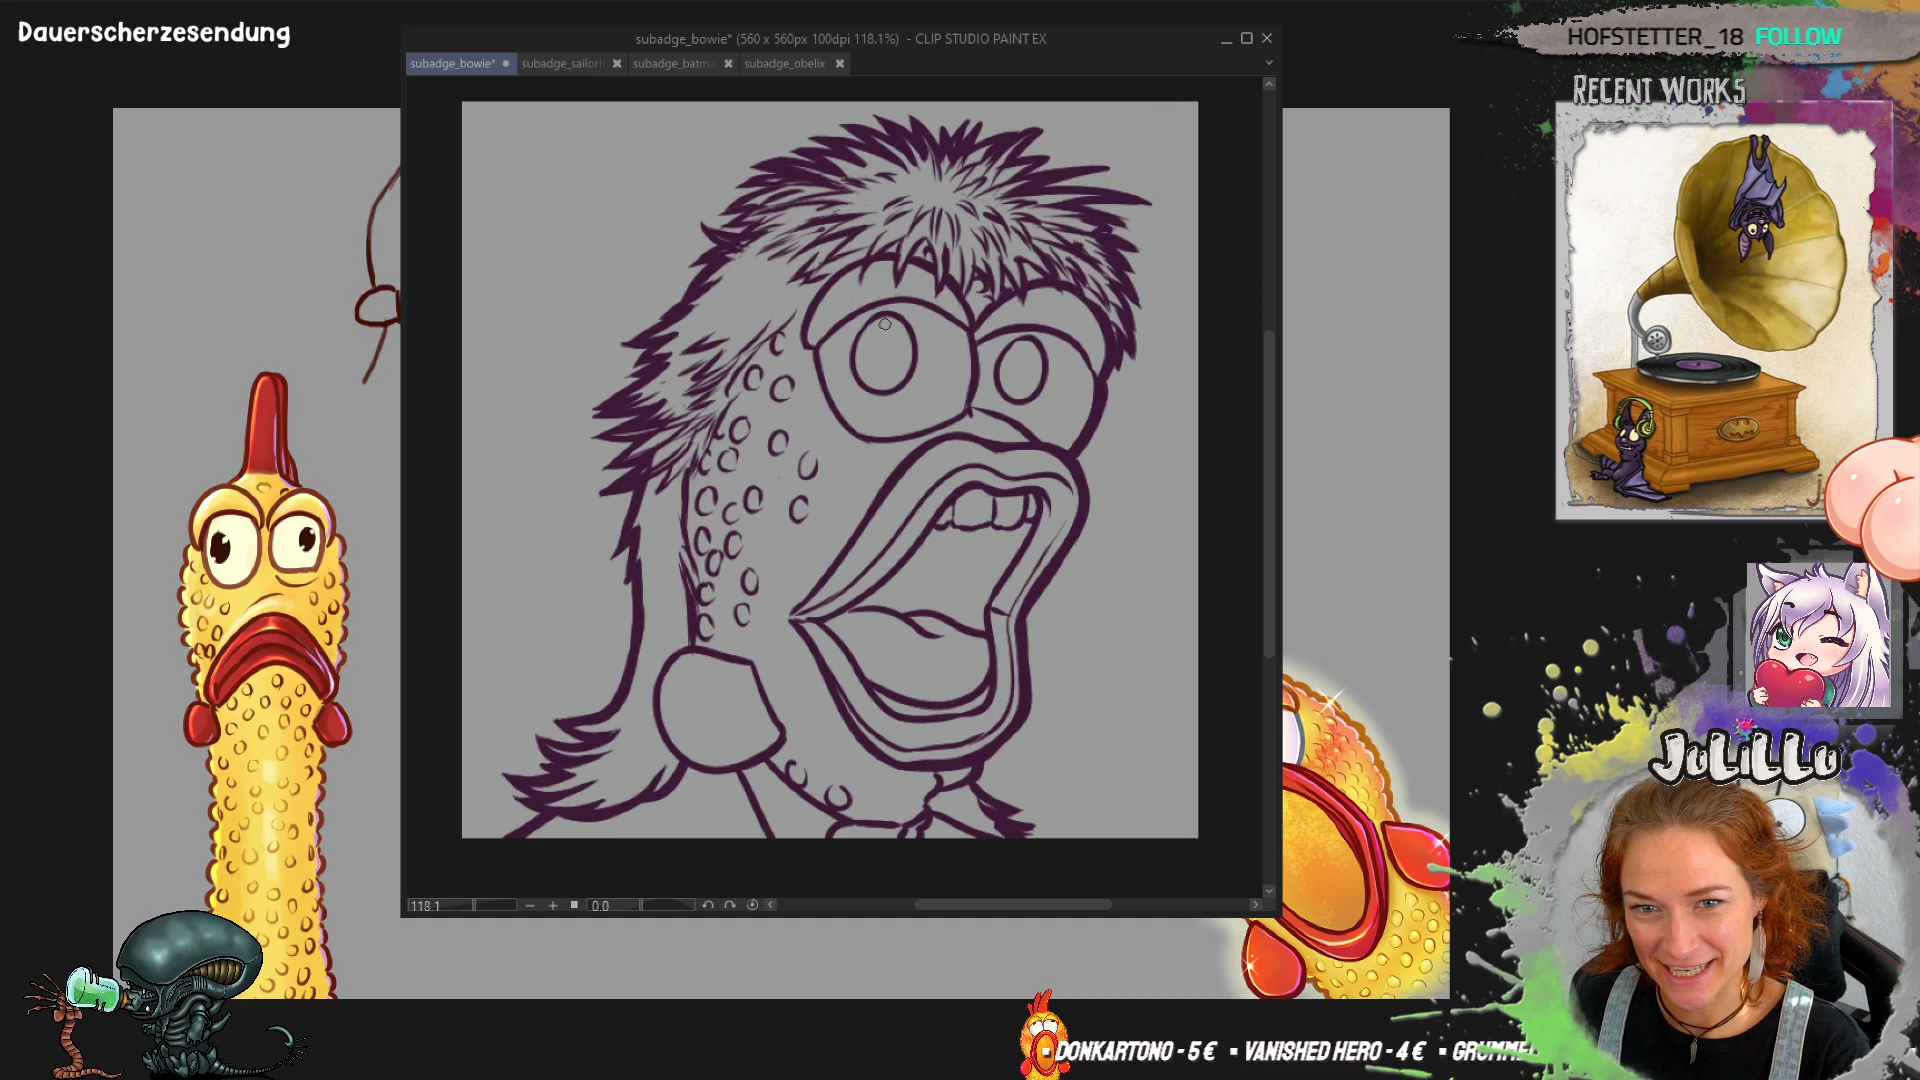 Dauerscherzesendung
subadge_bowie* (560 x 560px 100dpi 118.1%) - CLIP STUDIO PAINT EX
subadge_bowie* subadge_sailor subadge_batma subadge_obelix
HOFSTETTER_18 FOLLOW
RECENT WORKS
JULILLU
118.1 0.0
▪ DONKARTONO - 5 € ▪ VANISHED HERO - 4 € ▪ GRUMME